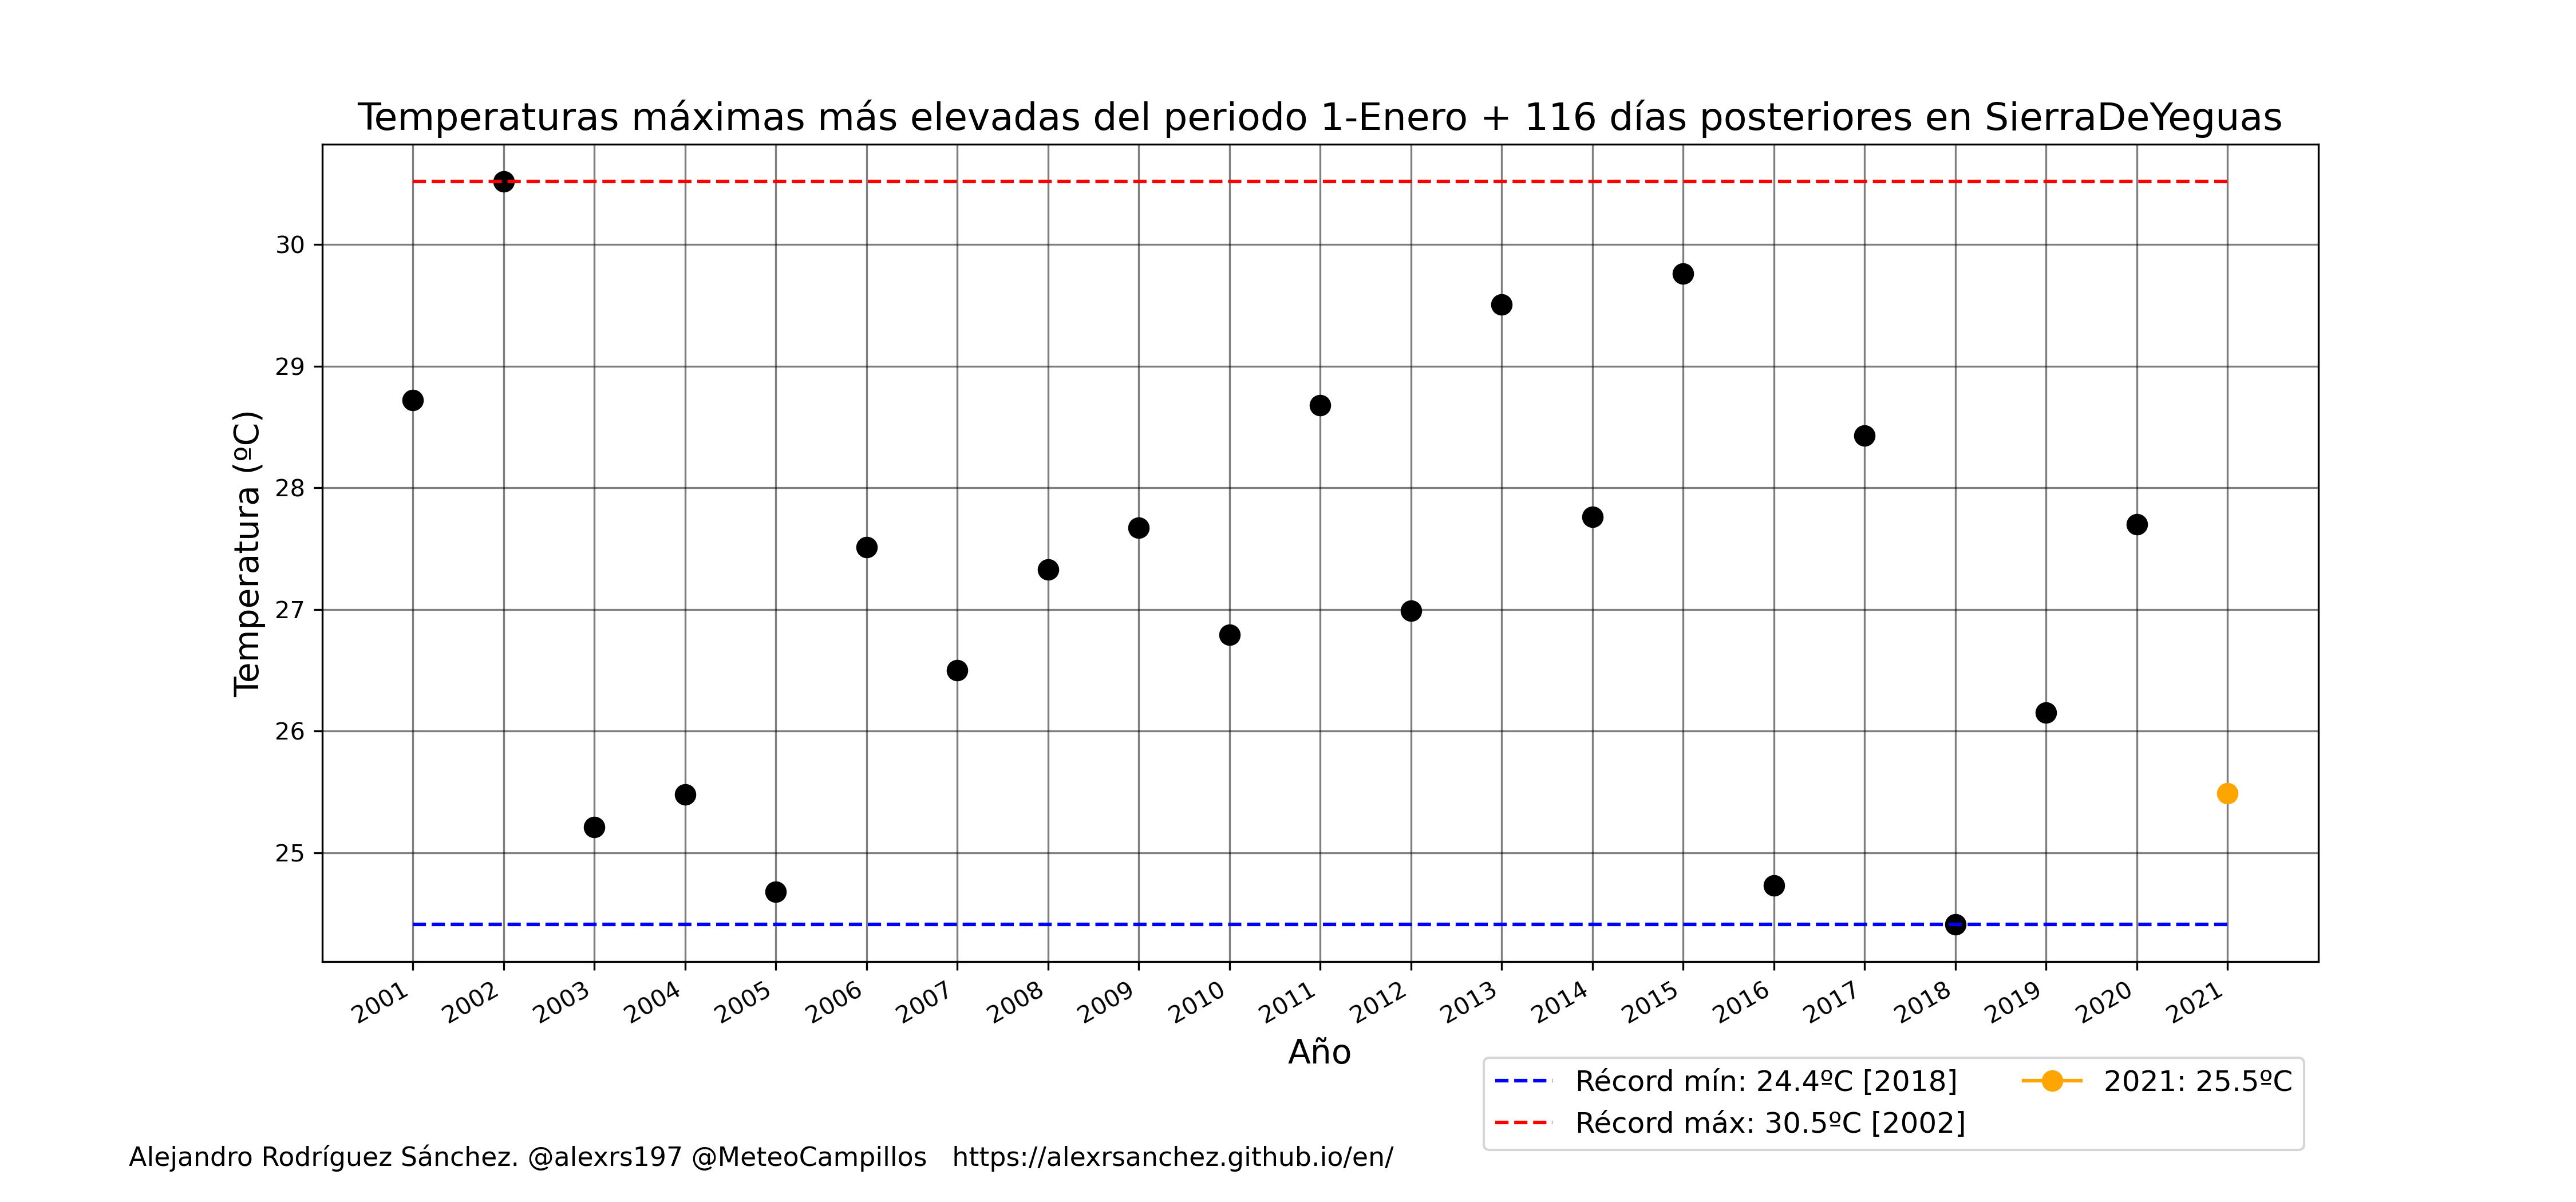 Temperaturas máximas más elevadas del periodo 1-Enero + 116 días posteriores en SierraDeYeguas
Temperatura (ºC)
30
29
28
27
26
25
2001 2002 2003 2004 2005 2006 2007 2008 2009 2010 2011 2012 2013 2014 2015 2016 2017 2018 2019 2020 2021
Año
Récord mín: 24.4ºC [2018]
Récord máx: 30.5ºC [2002]
2021: 25.5ºC
Alejandro Rodríguez Sánchez. @alexrs197 @MeteoCampillos https://alexrsanchez.github.io/en/